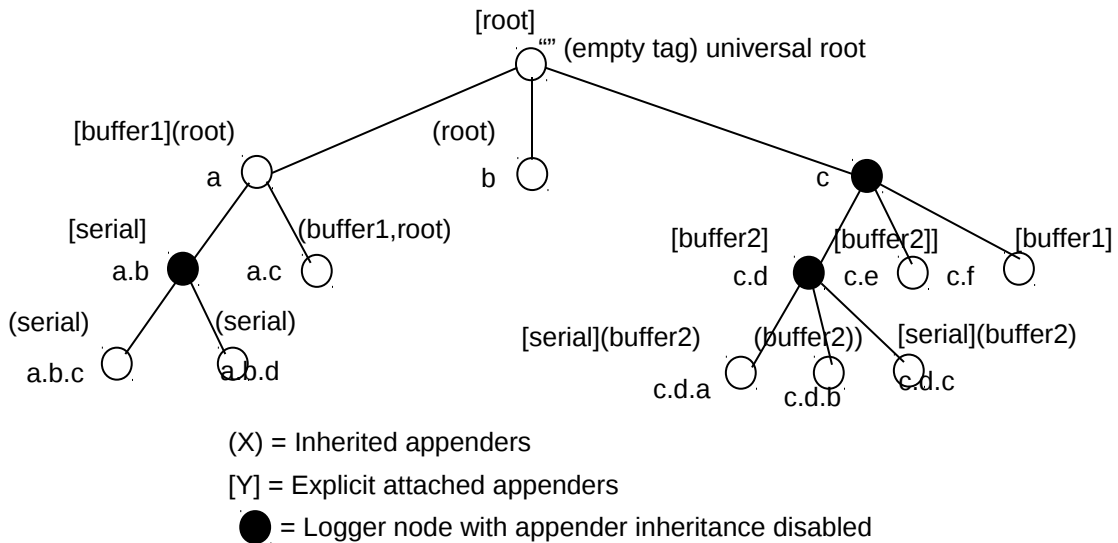 [root]
“” (empty tag) universal root
[buffer1](root)
(root)
a
b
c
[serial]
(buffer1,root)
[buffer2]
[buffer2]]
[buffer1]
a.b
a.c
c.d
c.e
c.f
(serial)
(serial)
[serial](buffer2)
(buffer2))
[serial](buffer2)
a.b.c
a.b.d
c.d.a
c.d.b
c.d.c
(X) = Inherited appenders
[Y] = Explicit attached appenders
= Logger node with appender inheritance disabled